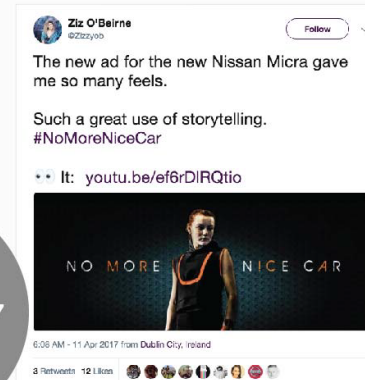 Ziz O'Beirne
@Zizzyob
Follow
The new ad for the new Nissan Micra gave
me so many feels.
Such a great use of storytelling.
#NoMoreNiceCar
👀 It: youtu.be/ef6rDIRQtio
NO MORE NICE CAR
6:08 AM - 11 Apr 2017 from Dublin City, Ireland
3 Retweets 12 Likes